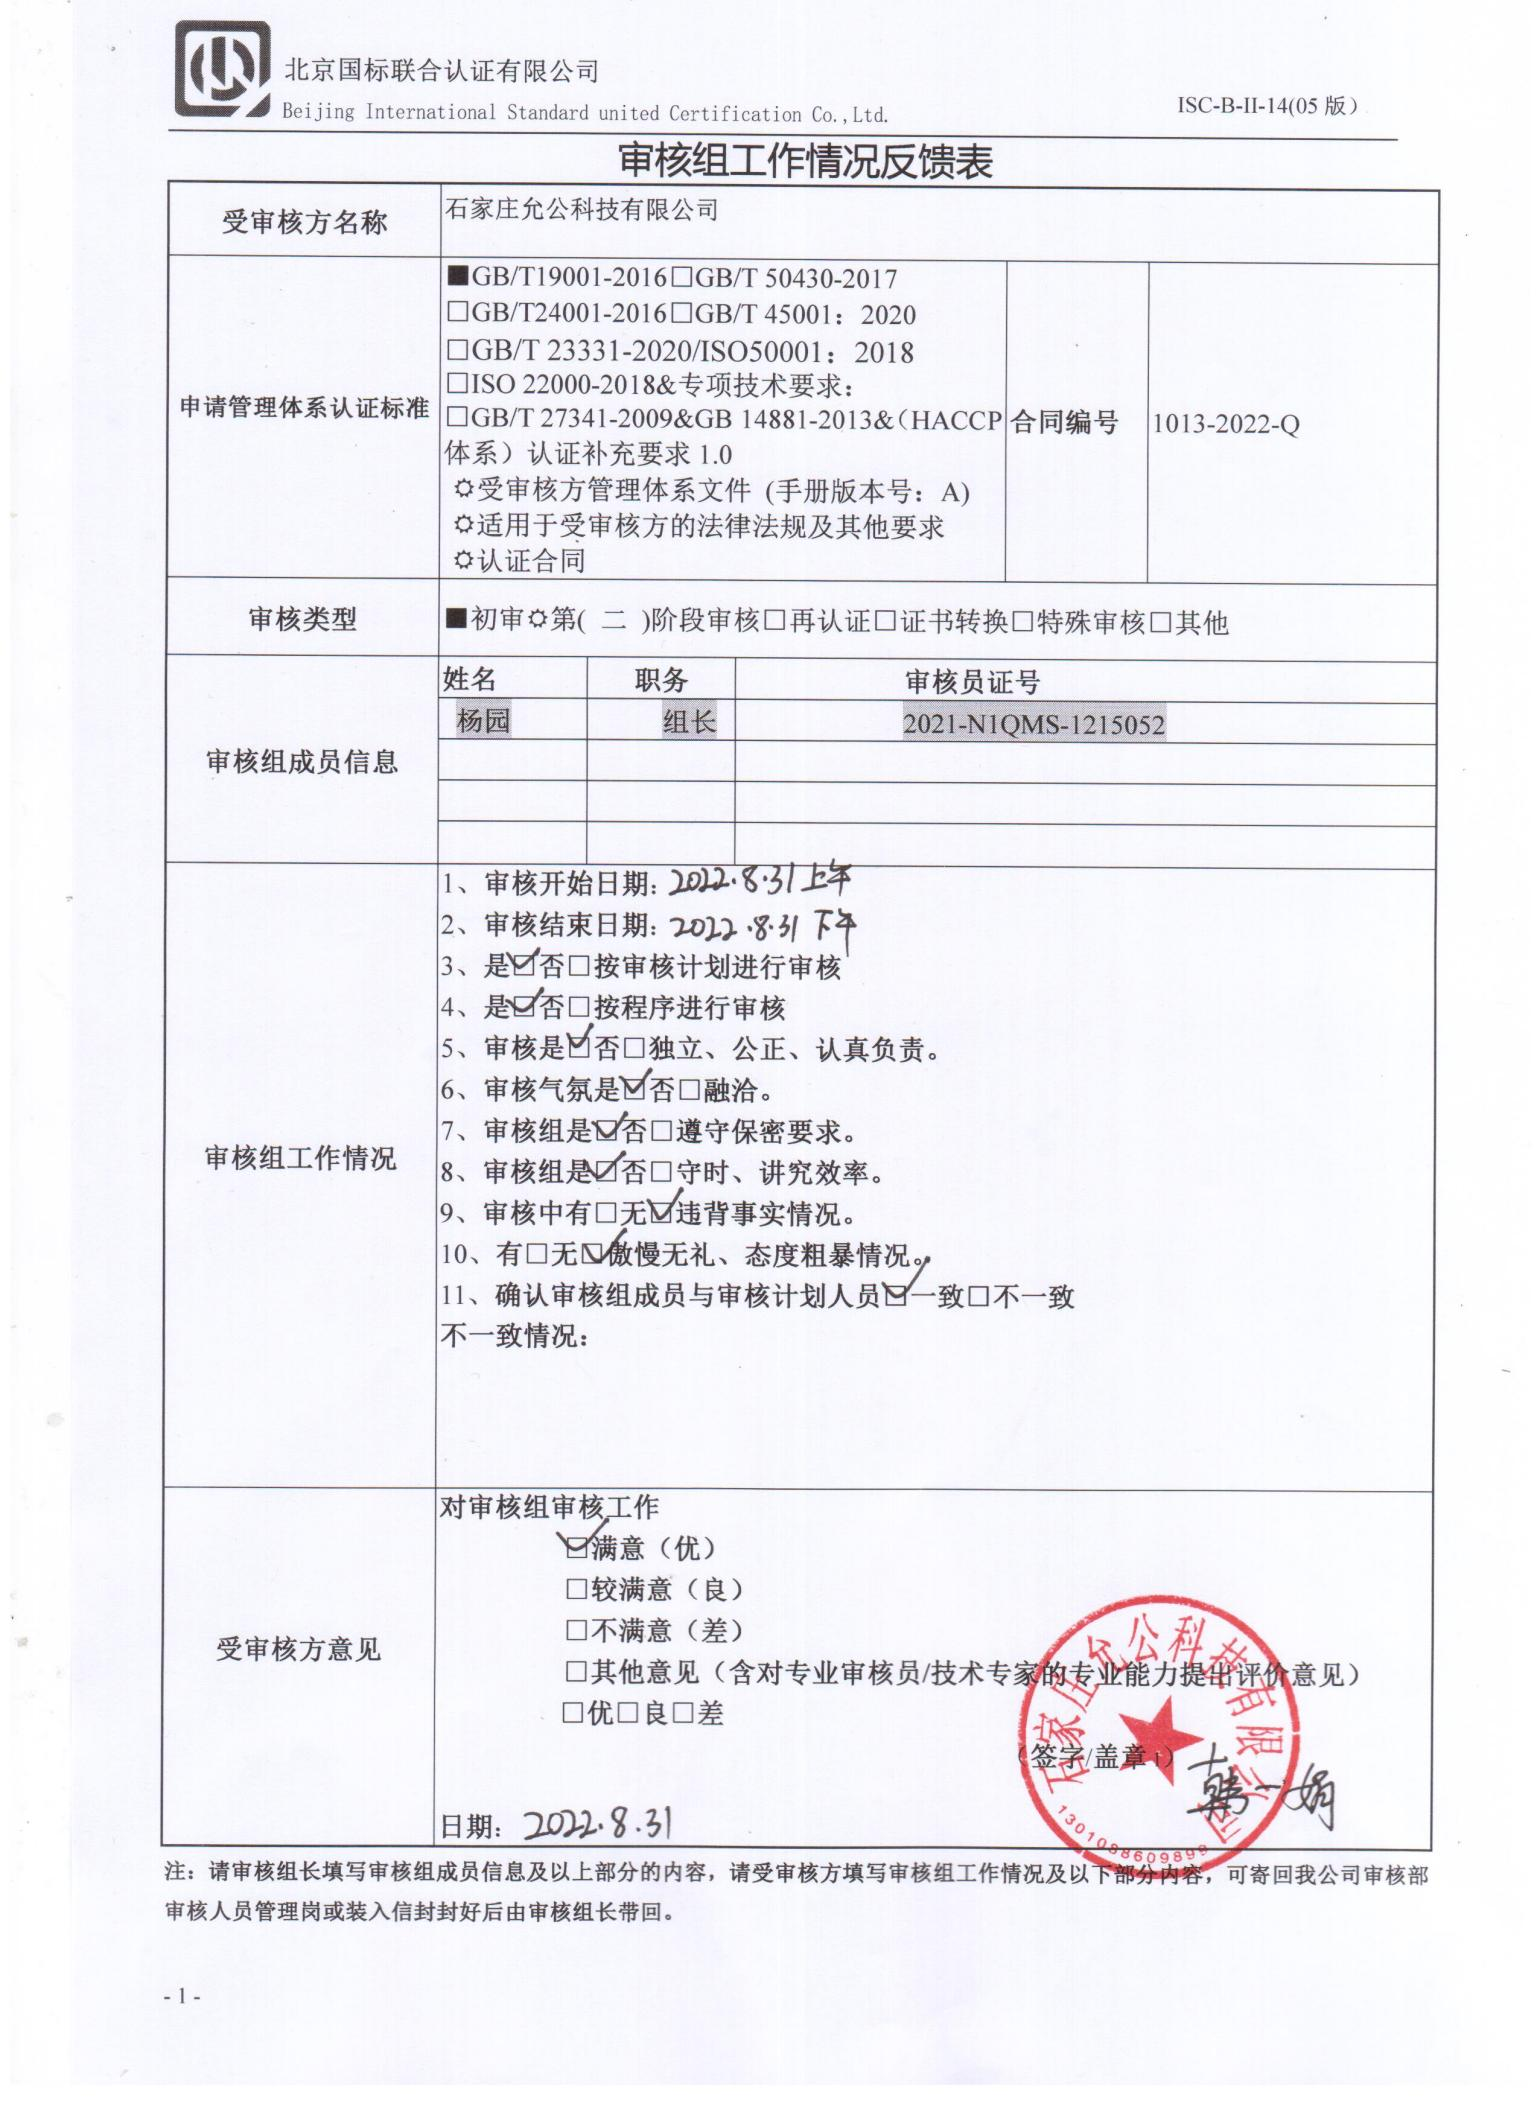 北京国标联合认证有限公司
Beijing International Standard united Certification Co.,Ltd.
ISC-B-II-14(05 版)
审核组工作情况反馈表
受审核方名称 石家庄允公科技有限公司
申请管理体系认证标准
■GB/T19001-2016□GB/T 50430-2017
□GB/T24001-2016□GB/T 45001：2020
□GB/T 23331-2020/ISO50001：2018
□ISO 22000-2018&专项技术要求：
□GB/T 27341-2009&GB 14881-2013&（HACCP
体系）认证补充要求 1.0
✡受审核方管理体系文件 (手册版本号：A)
✡适用于受审核方的法律法规及其他要求
✡认证合同
合同编号 1013-2022-Q
审核类型 ■初审✡第( 二 )阶段审核□再认证□证书转换□特殊审核□其他
审核组成员信息
姓名 职务 审核员证号
杨园 组长 2021-N1QMS-1215052
审核组工作情况
1、审核开始日期：2022.8.31上午
2、审核结束日期：2022.8.31下午
3、是☑否□按审核计划进行审核
4、是☑否□按程序进行审核
5、审核是☑否□独立、公正、认真负责。
6、审核气氛是☑否□融洽。
7、审核组是☑否□遵守保密要求。
8、审核组是☑否□守时、讲究效率。
9、审核中有□无☑违背事实情况。
10、有□无☑傲慢无礼、态度粗暴情况。
11、确认审核组成员与审核计划人员☑一致□不一致
不一致情况：
受审核方意见
对审核组审核工作
☑满意（优）
□较满意（良）
□不满意（差）
□其他意见（含对专业审核员/技术专家的专业能力提出评价意见）
□优□良□差
（签字/盖章）
韩一娟
石家庄允公科技有限公司
1301088609899
日期：2022.8.31
注：请审核组长填写审核组成员信息及以上部分的内容，请受审核方填写审核组工作情况及以下部分内容，可寄回我公司审核部
审核人员管理岗或装入信封封好后由审核组长带回。
- 1 -